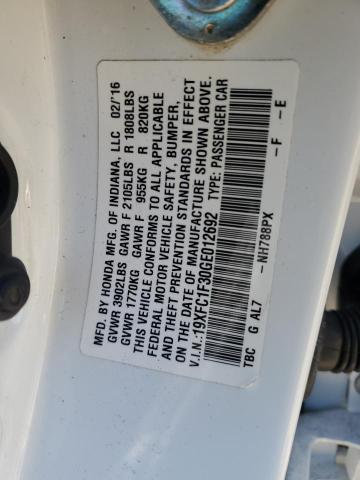 MFD. BY HONDA MFG. OF INDIANA, LLC 02/'16
GVWR 3902LBS GAWR F 2105LBS R 1808LBS
GVWR 1770KG GAWR F 955KG R 820KG
THIS VEHICLE CONFORMS TO ALL APPLICABLE
FEDERAL MOTOR VEHICLE SAFETY, BUMPER,
AND THEFT PREVENTION STANDARDS IN EFFECT
ON THE DATE OF MANUFACTURE SHOWN ABOVE.
V.I.N.:19XFC1F30GE012692 TYPE: PASSENGER CAR
TBC G AL7 -NH788PX -F -E